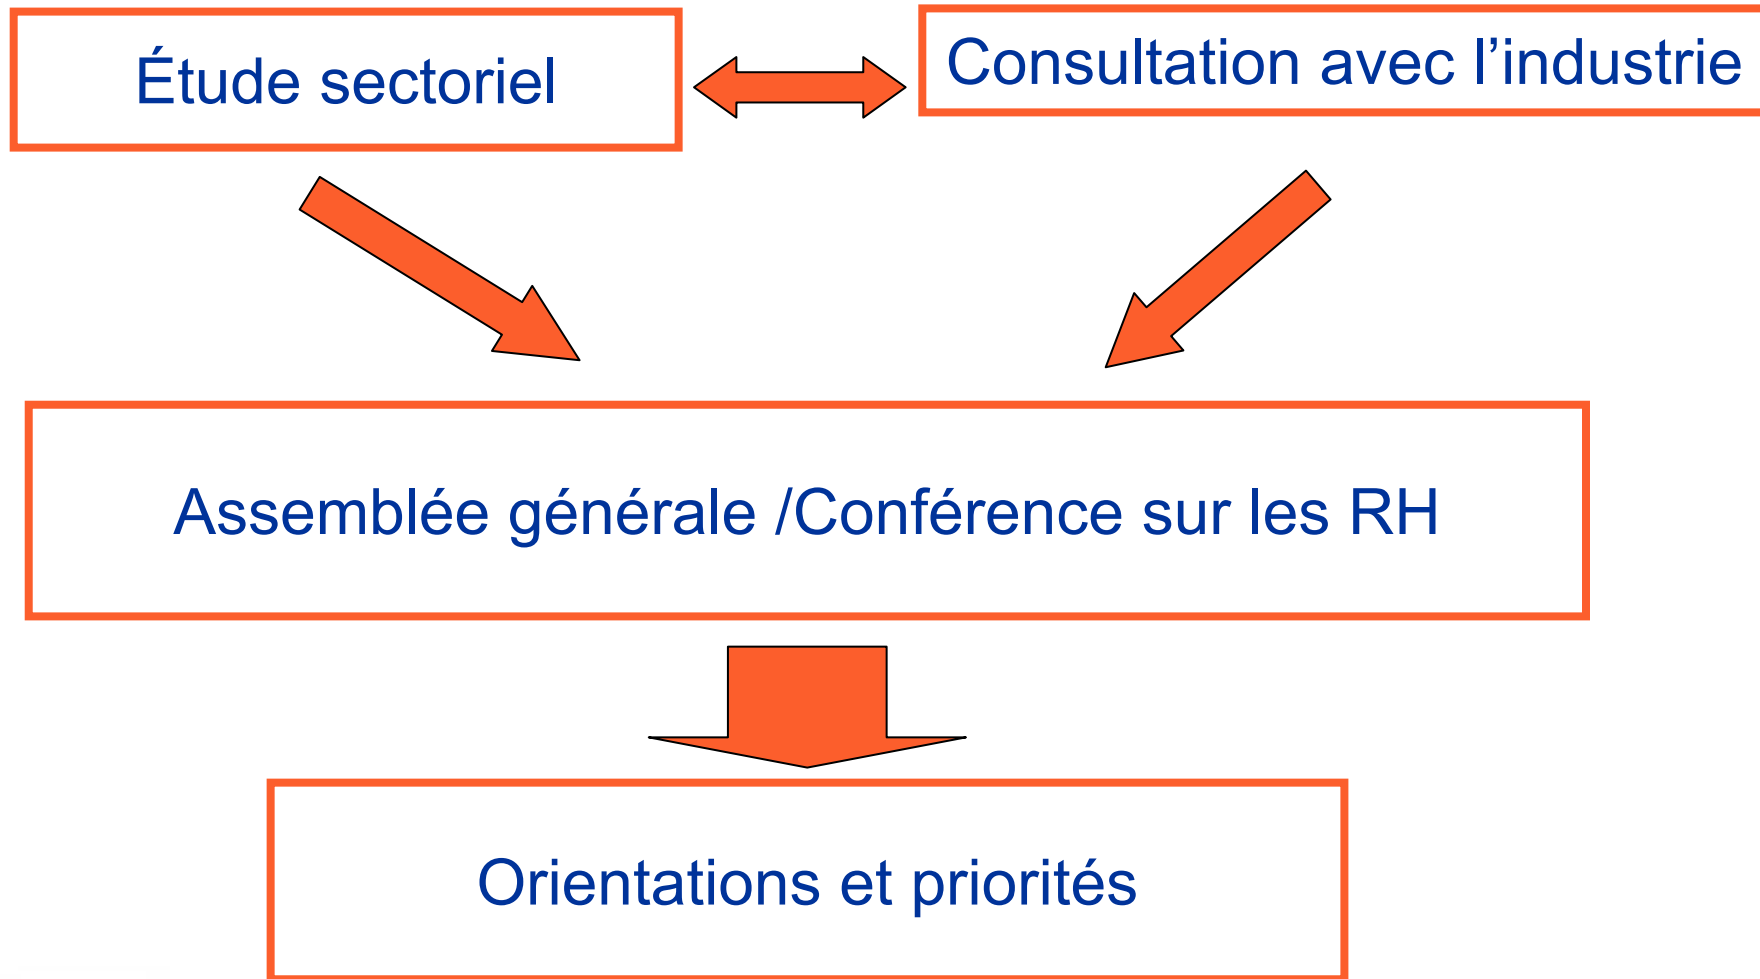 Étude sectoriel
Consultation avec l’industrie
Assemblée générale /Conférence sur les RH
Orientations et priorités